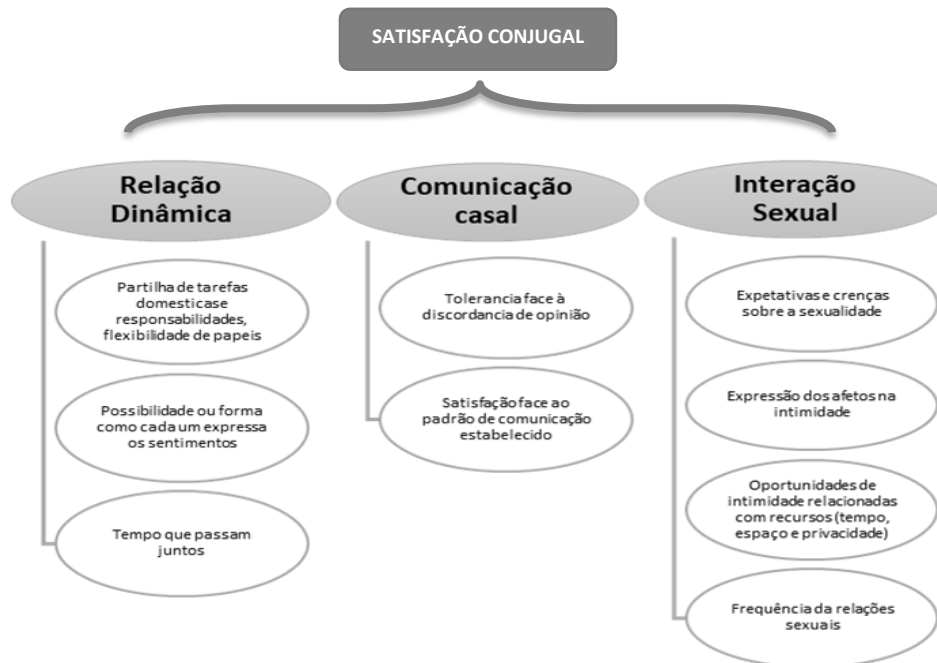 SATISFAÇÃO CONJUGAL
Relação
Dinâmica
Partilha de tarefas
domesticas e
responsabilidades,
flexibilidade de papeis
Possibilidade ou forma
como cada um expressa
os sentimentos
Tempo que passam
juntos
Comunicação
casal
Tolerancia face à
discordancia de opinião
Satisfação face ao
padrão de comunicação
estabelecido
Interação
Sexual
Expetativas e crenças
sobre a sexualidade
Expressão dos afetos na
intimidade
Oportunidades de
intimidade relacionadas
com recursos (tempo,
espaço e privacidade)
Frequência da relações
sexuais